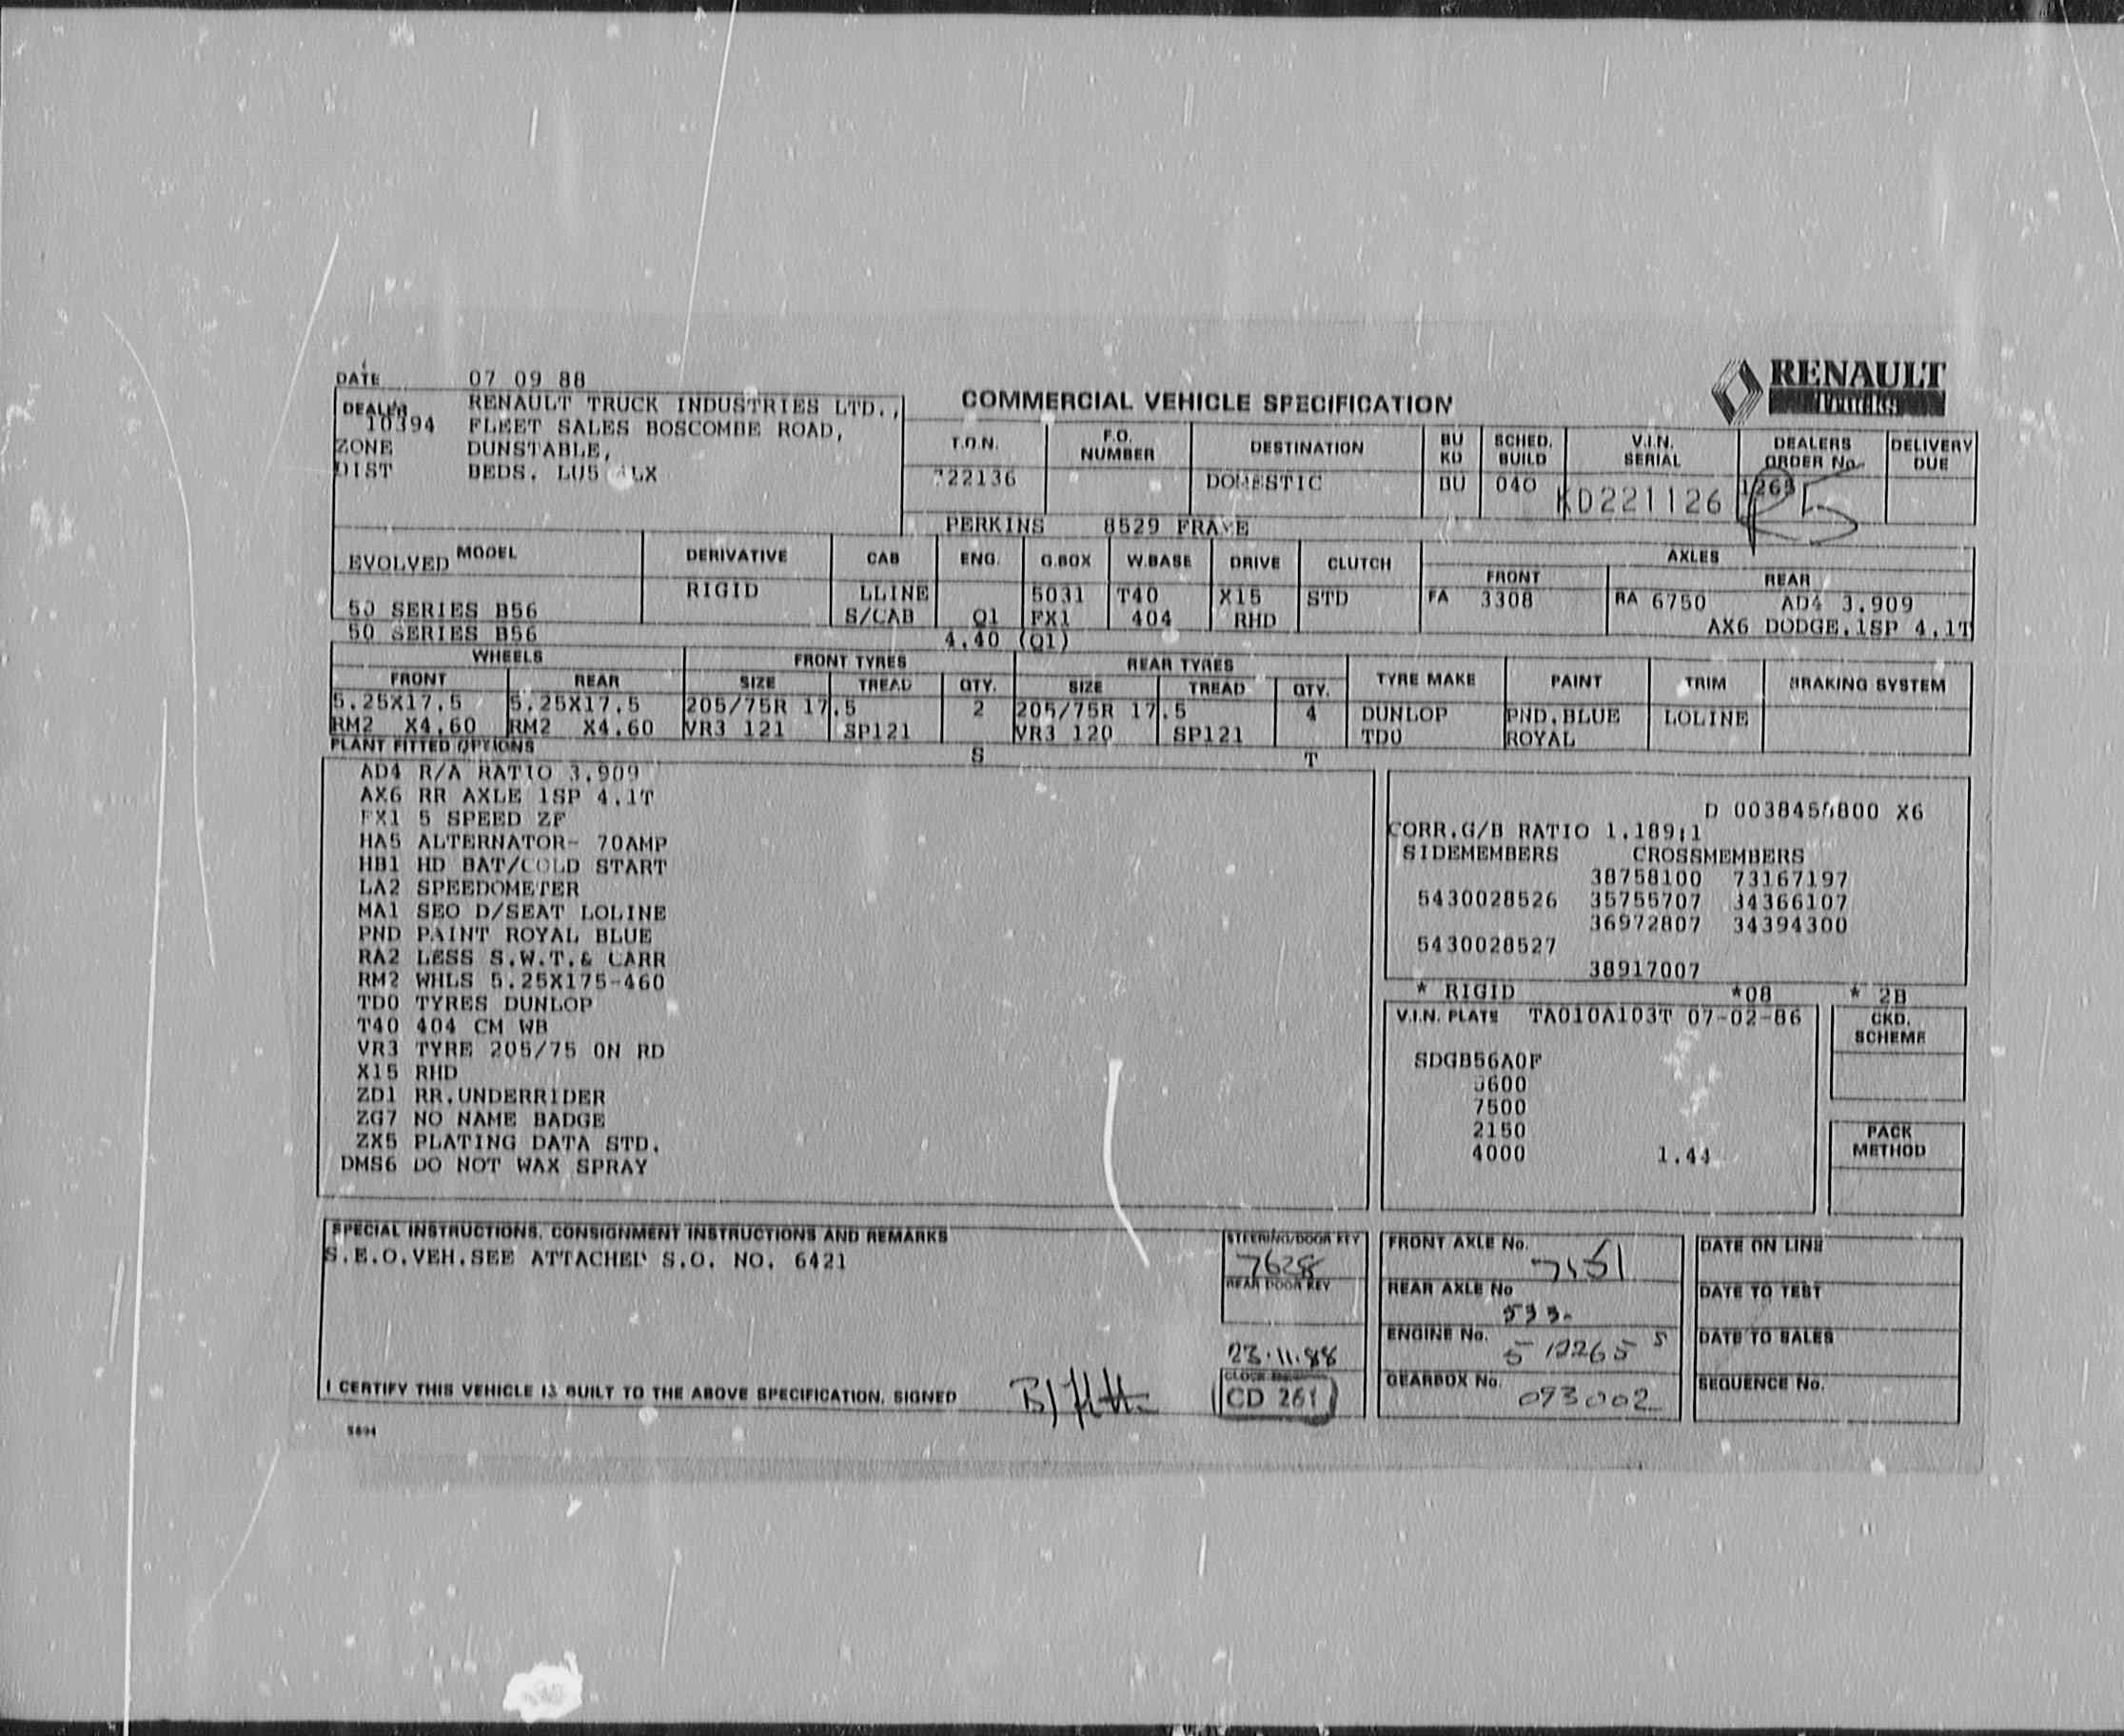 DATE 07 09 88
RENAULT
Trucks
COMMERCIAL VEHICLE SPECIFICATION
DEALER RENAULT TRUCK INDUSTRIES LTD.,
10394 FLEET SALES BOSCOMBE ROAD,
ZONE DUNSTABLE,
DIST BEDS. LU5 LX
T.O.N. F.O. NUMBER DESTINATION BU KD SCHED. BUILD V.I.N. SERIAL DEALERS ORDER No. DELIVERY DUE
22136 DOMESTIC BU 040 KD221126
PERKINS 8529
EVOLVED MODEL DERIVATIVE CAB ENG. G.BOX W.BASE DRIVE CLUTCH AXLES
FRONT REAR
RIGID LLINE 5031 T40 X15 STD FA 3308 RA 6750 AD4 3.909
50 SERIES B56 S/CAB Q1 FX1 404 RHD AX6 DODGE.1SP 4.1T
50 SERIES B56 4.40 (Q1)
WHEELS FRONT TYRES REAR TYRES TYRE MAKE PAINT TRIM BRAKING SYSTEM
FRONT REAR SIZE TREAD QTY. SIZE TREAD QTY.
5.25X17.5 5.25X17.5 205/75R 17.5 2 205/75R 17.5 4 DUNLOP PND.BLUE LOLINE
RM2 X4.60 RM2 X4.60 VR3 121 SP121 VR3 120 SP121 TD0 ROYAL
PLANT FITTED OPTIONS S T
AD4 R/A RATIO 3.909
AX6 RR AXLE 1SP 4.1T
FX1 5 SPEED ZF
HA5 ALTERNATOR- 70AMP
HB1 HD BAT/COLD START
LA2 SPEEDOMETER
MA1 SEO D/SEAT LOLINE
PND PAINT ROYAL BLUE
RA2 LESS S.W.T.& CARR
RM2 WHLS 5.25X175-460
TD0 TYRES DUNLOP
T40 404 CM WB
VR3 TYRE 205/75 ON RD
X15 RHD
ZD1 RR.UNDERRIDER
ZG7 NO NAME BADGE
ZX5 PLATING DATA STD.
DMS6 DO NOT WAX SPRAY
D X6
CORR.G/B RATIO 1.189:1
SIDEMEMBERS CROSSMEMBERS
38758100 73167197
5430028526 35755707 34366107
36972807 34394300
5430028527
38917007
* RIGID *08 * 2B
V.I.N. PLATE TA010A103T 07-02-86
SDGB56A0F
7500
2150
4000 1.44
CKD. SCHEME
PACK METHOD
SPECIAL INSTRUCTIONS. CONSIGNMENT INSTRUCTIONS AND REMARKS
S.E.O.VEH.SEE ATTACHED S.O. NO. 6421
I CERTIFY THIS VEHICLE IS BUILT TO THE ABOVE SPECIFICATION. SIGNED
STEERING/DOOR KEY
7628
REAR DOOR KEY
23.11.88
CD 261
FRONT AXLE No.
REAR AXLE No
533
ENGINE No.
GEARBOX No.
093002
DATE ON LINE
DATE TO TEST
DATE TO SALES
SEQUENCE No.